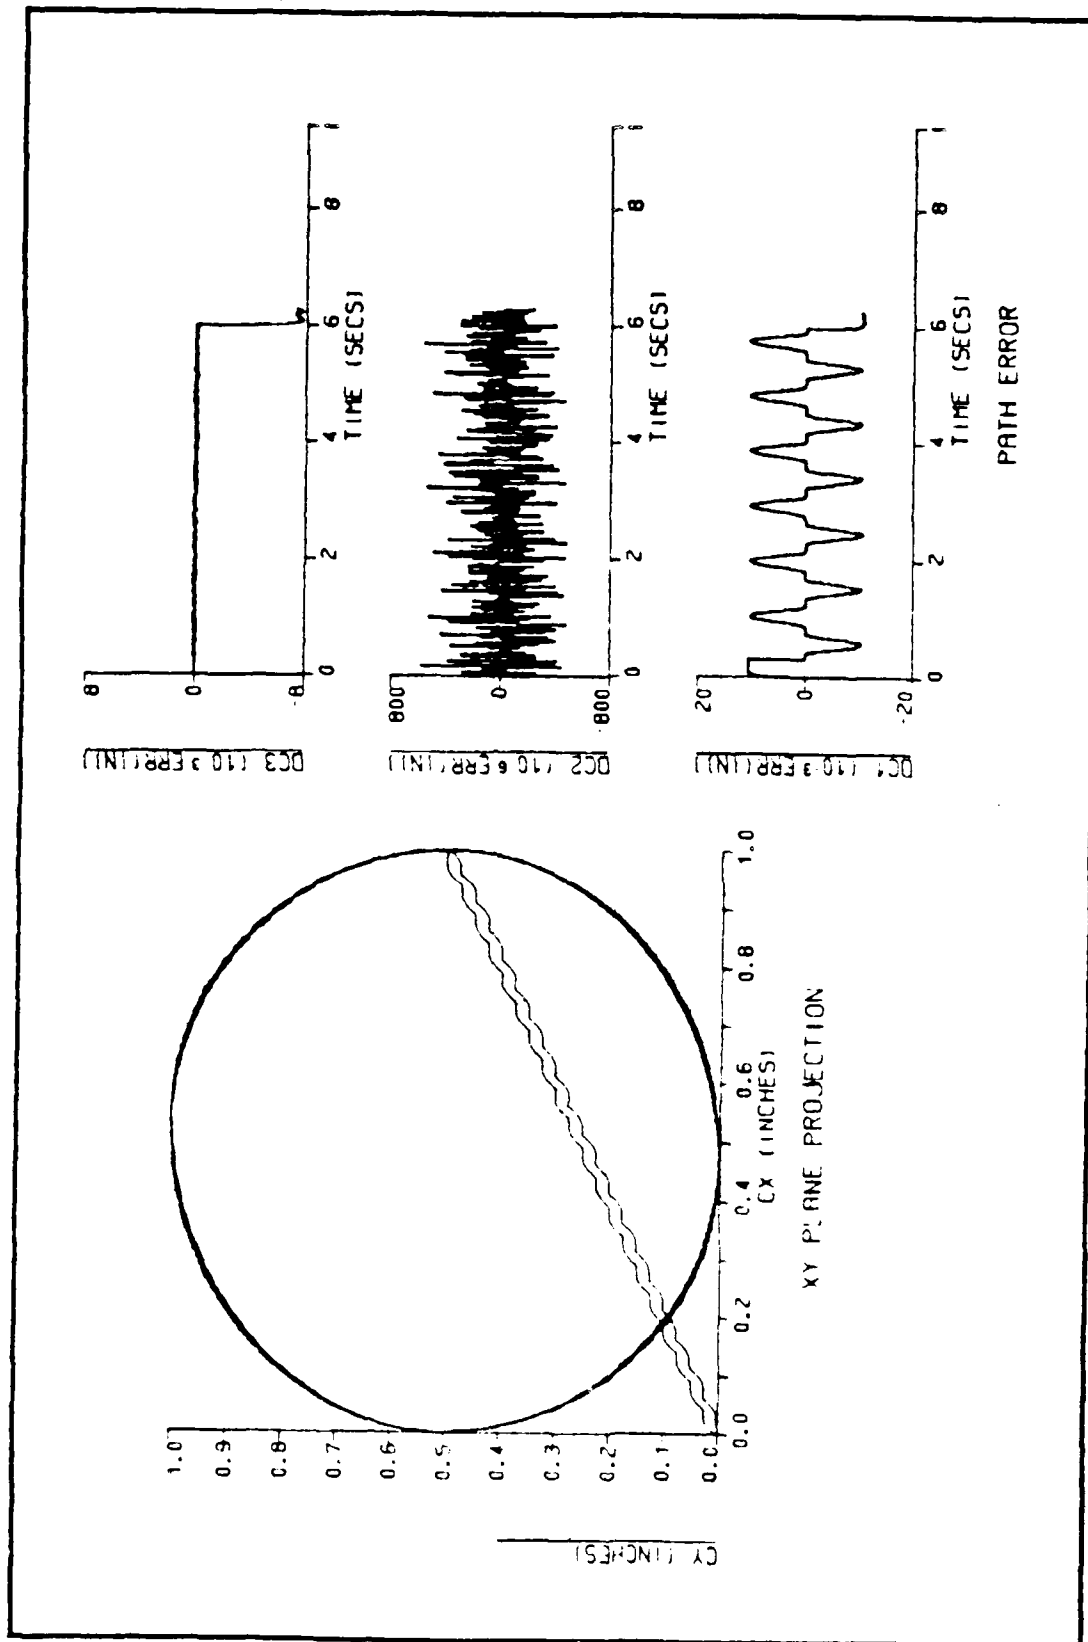 CY (INCHES)
1.0
0.9
0.8
0.7
0.6
0.5
0.4
0.3
0.2
0.1
0.0
0.0 0.2 0.4 0.6 0.8 1.0
CX (INCHES)
XY PLANE PROJECTION
DC3 (10-3 ERR(IN)
8
0
-8
0 2 4 6 8
TIME (SECS)
DC2 (10-6 ERR(IN)
800
0
-800
0 2 4 6 8
TIME (SECS)
DC1 (10-3 ERR(IN)
20
0
-20
0 2 4 6 8
TIME (SECS)
PATH ERROR